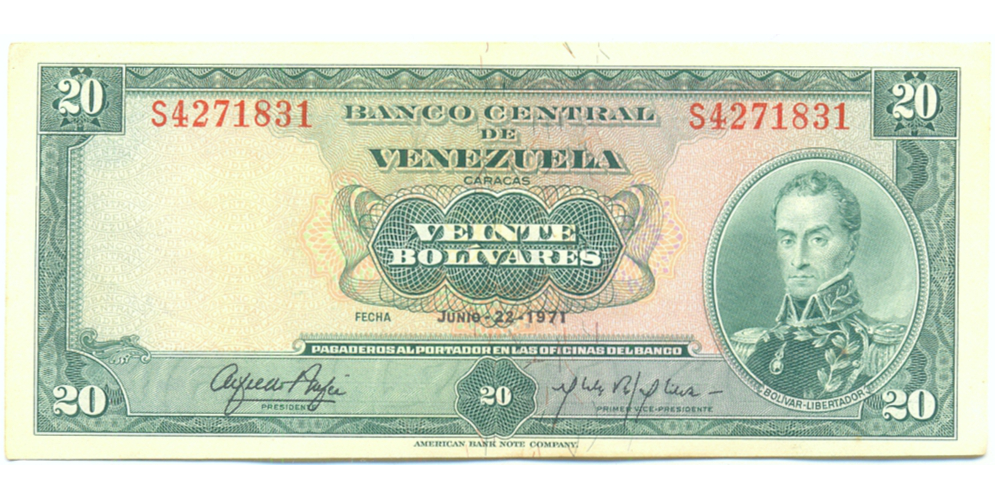 20
20
S4271831
S4271831
BANCO CENTRAL
DE
VENEZUELA
CARACAS
VEINTE
BOLÍVARES
FECHA JUNIO-22-1971
PAGADEROS AL PORTADOR EN LAS OFICINAS DEL BANCO
PRESIDENTE
20
PRIMER VICE-PRESIDENTE
BOLIVAR-LIBERTADOR
20
20
AMERICAN BANK NOTE COMPANY.